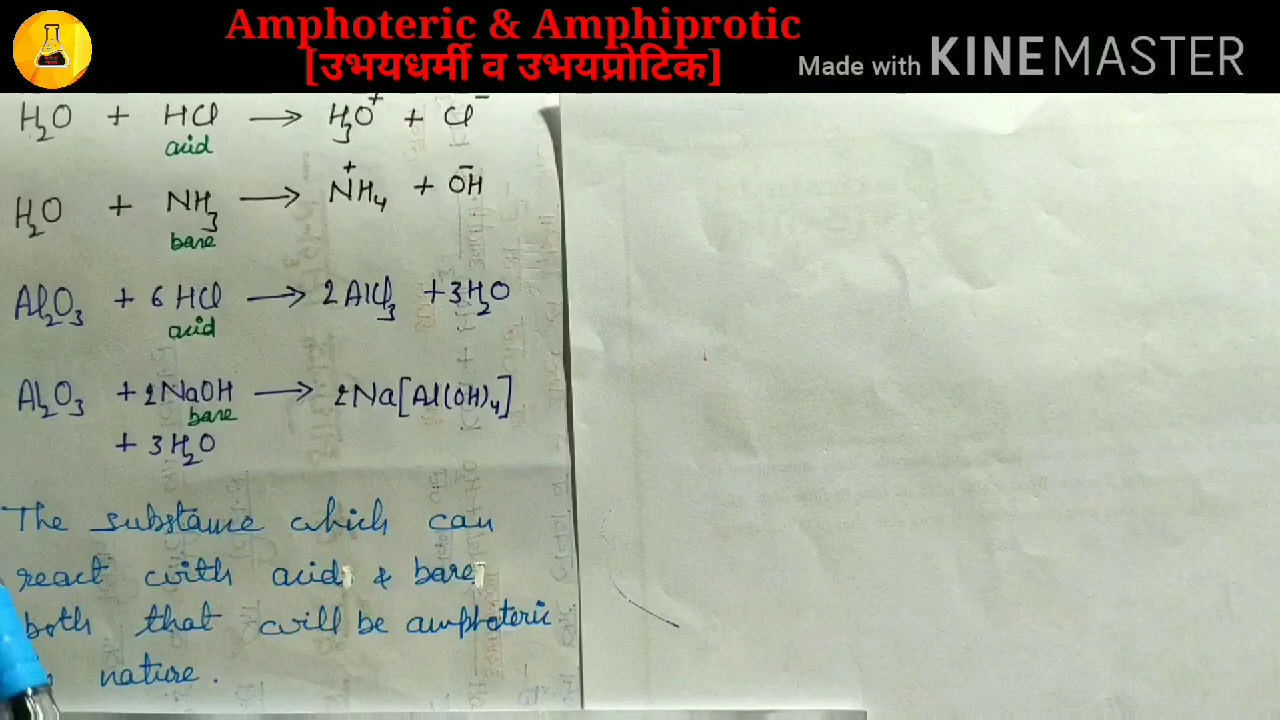 Amphoteric & Amphiprotic
[उभयधर्मी व उभयप्रोटिक]
Made with KINEMASTER
H₂O + HCl → H₃O⁺ + Cl⁻
acid
H₂O + NH₃ → N⁺H₄ + O⁻H
base
Al₂O₃ + 6 HCl → 2 AlCl₃ + 3H₂O
acid
Al₂O₃ + 2NaOH → 2Na[Al(OH)₄]
base
+ 3H₂O
The substance which can
react with acid & base
both that will be amphoteric
nature.